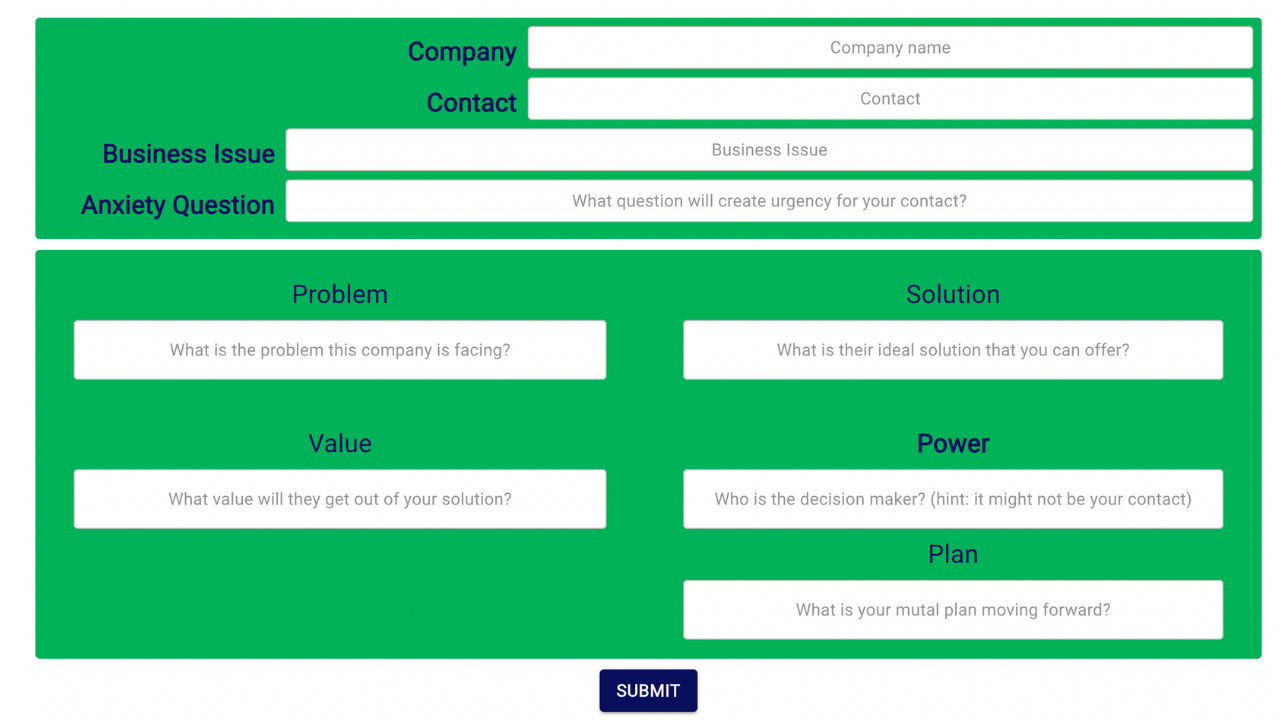 Company
Company name
Contact
Contact
Business Issue
Business Issue
Anxiety Question
What question will create urgency for your contact?
Problem
What is the problem this company is facing?
Solution
What is their ideal solution that you can offer?
Value
What value will they get out of your solution?
Power
Who is the decision maker? (hint: it might not be your contact)
Plan
What is your mutal plan moving forward?
SUBMIT